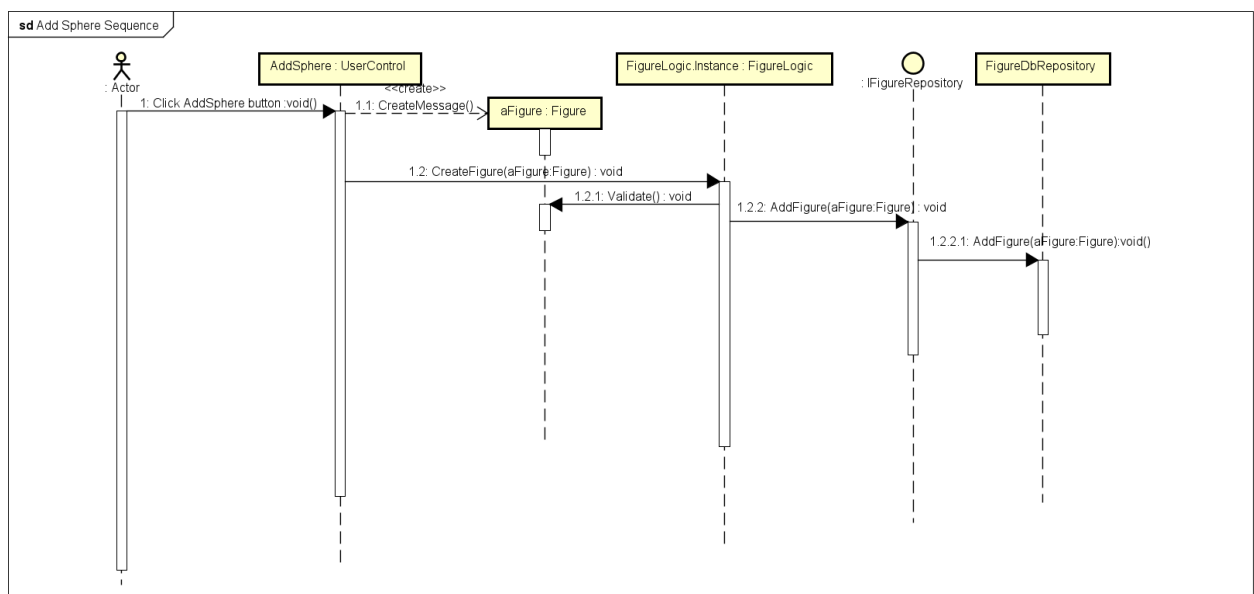 sd Add Sphere Sequence
: Actor
AddSphere : UserControl
FigureLogic.Instance : FigureLogic
: IFigureRepository
FigureDbRepository
<<create>>
1: Click AddSphere button :void()
1.1: CreateMessage()
aFigure : Figure
1.2: CreateFigure(aFigure:Figure) : void
1.2.1: Validate() : void
1.2.2: AddFigure(aFigure:Figure) : void
1.2.2.1: AddFigure(aFigure:Figure):void()